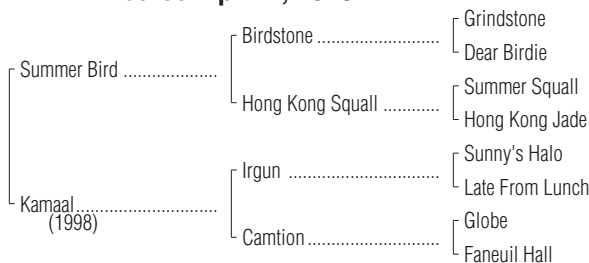 Grindstone
Birdstone
Dear Birdie
Summer Bird
Summer Squall
Hong Kong Squall
Hong Kong Jade
Sunny's Halo
Irgun
Late From Lunch
Kamaal
(1998)
Globe
Camtion
Faneuil Hall